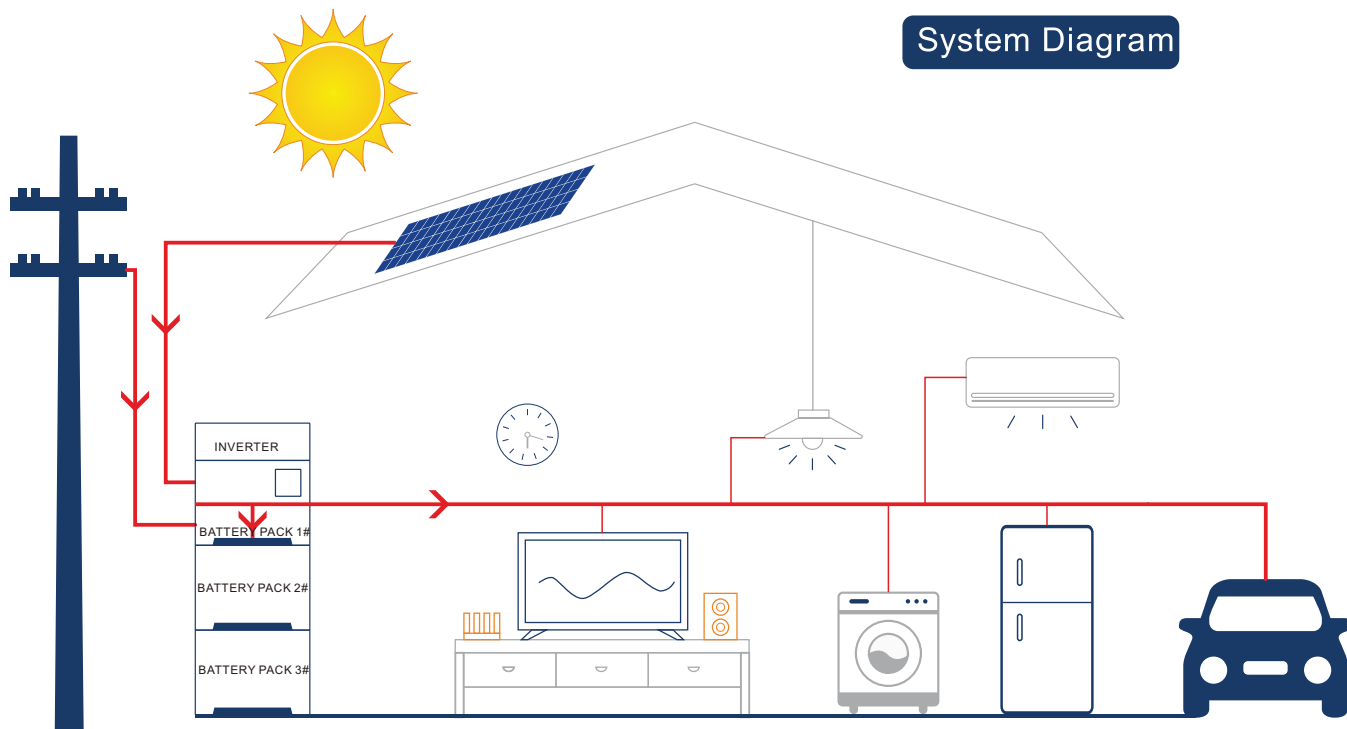 System Diagram
INVERTER
BATTERY PACK 1#
BATTERY PACK 2#
BATTERY PACK 3#